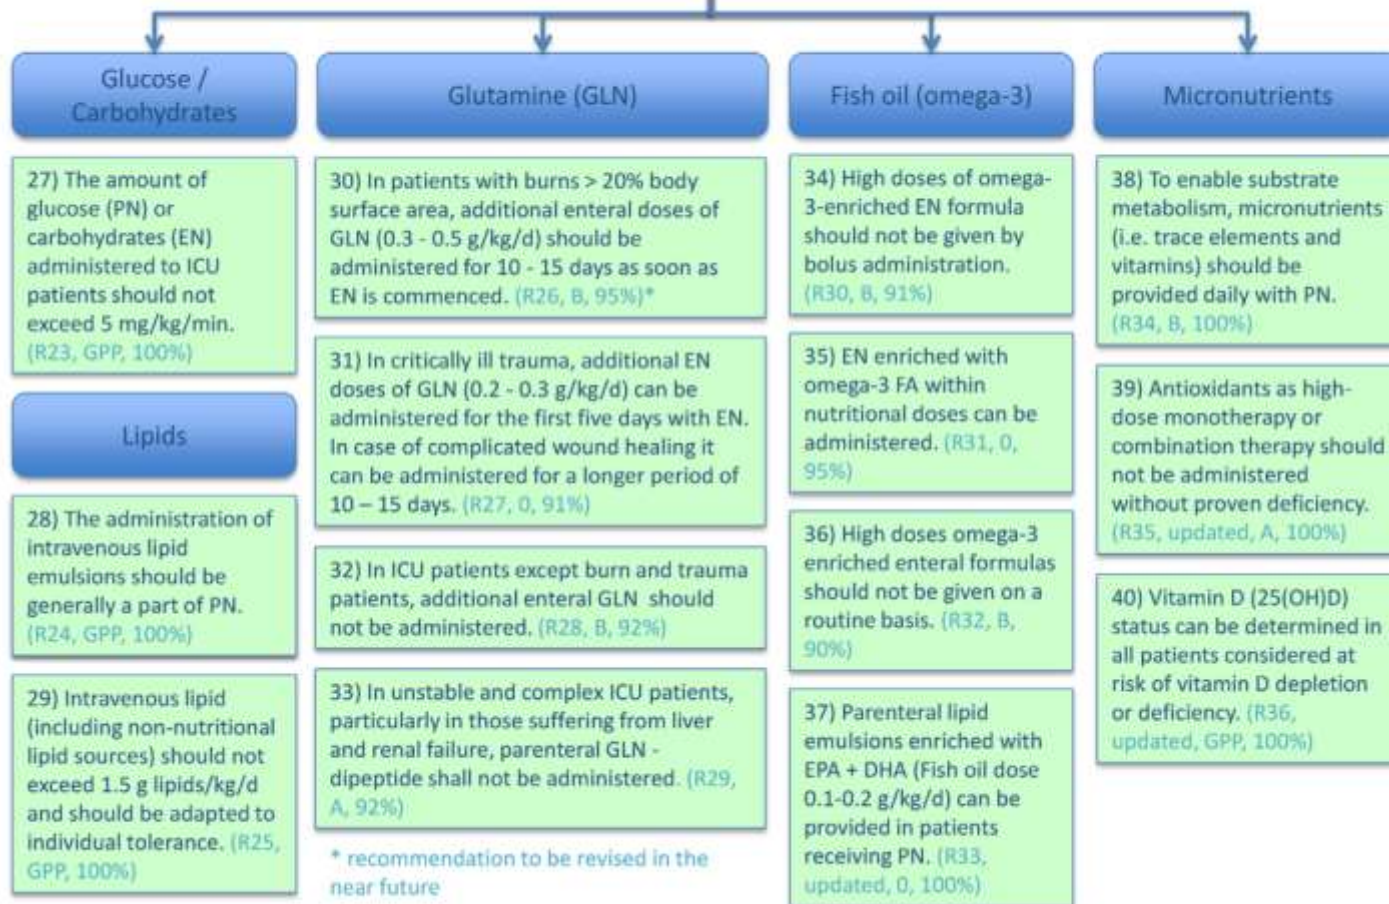 Glucose /
Carbohydrates
27) The amount of
glucose (PN) or
carbohydrates (EN)
administered to ICU
patients should not
exceed 5 mg/kg/min.
(R23, GPP, 100%)
Lipids
28) The administration of
intravenous lipid
emulsions should be
generally a part of PN.
(R24, GPP, 100%)
29) Intravenous lipid
(including non-nutritional
lipid sources) should not
exceed 1.5 g lipids/kg/d
and should be adapted to
individual tolerance. (R25,
GPP, 100%)
Glutamine (GLN)
30) In patients with burns > 20% body
surface area, additional enteral doses of
GLN (0.3 - 0.5 g/kg/d) should be
administered for 10 - 15 days as soon as
EN is commenced. (R26, B, 95%)*
31) In critically ill trauma, additional EN
doses of GLN (0.2 - 0.3 g/kg/d) can be
administered for the first five days with EN.
In case of complicated wound healing it
can be administered for a longer period of
10 – 15 days. (R27, 0, 91%)
32) In ICU patients except burn and trauma
patients, additional enteral GLN should
not be administered. (R28, B, 92%)
33) In unstable and complex ICU patients,
particularly in those suffering from liver
and renal failure, parenteral GLN -
dipeptide shall not be administered. (R29,
A, 92%)
* recommendation to be revised in the
near future
Fish oil (omega-3)
34) High doses of omega-
3-enriched EN formula
should not be given by
bolus administration.
(R30, B, 91%)
35) EN enriched with
omega-3 FA within
nutritional doses can be
administered. (R31, 0,
95%)
36) High doses omega-3
enriched enteral formulas
should not be given on a
routine basis. (R32, B,
90%)
37) Parenteral lipid
emulsions enriched with
EPA + DHA (Fish oil dose
0.1-0.2 g/kg/d) can be
provided in patients
receiving PN. (R33,
updated, 0, 100%)
Micronutrients
38) To enable substrate
metabolism, micronutrients
(i.e. trace elements and
vitamins) should be
provided daily with PN.
(R34, B, 100%)
39) Antioxidants as high-
dose monotherapy or
combination therapy should
not be administered
without proven deficiency.
(R35, updated, A, 100%)
40) Vitamin D (25(OH)D)
status can be determined in
all patients considered at
risk of vitamin D depletion
or deficiency. (R36,
updated, GPP, 100%)